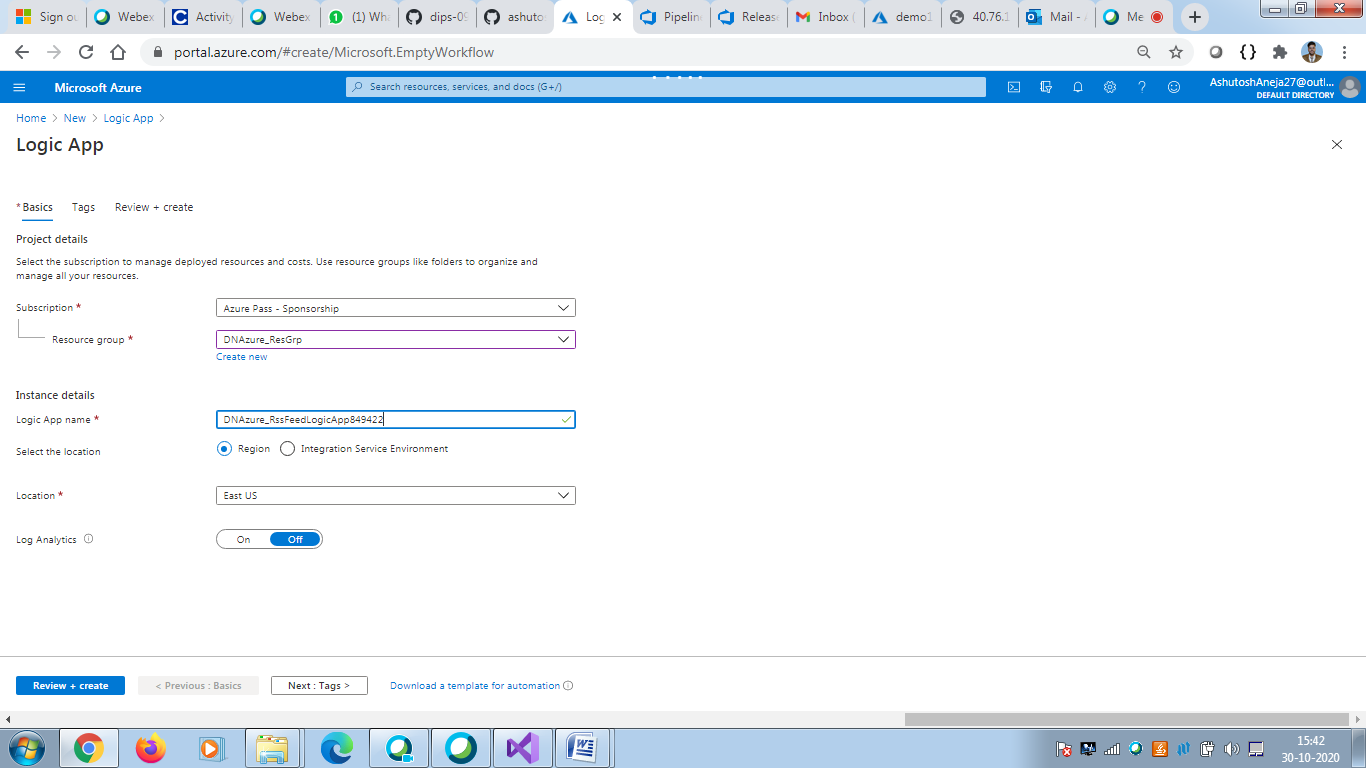 Sign ou
Webex
Activity
Webex
(1) Wha
dips-09
ashuto
Log
Pipeline
Release
Inbox (
demo1
40.76.1
Mail - A
Me
portal.azure.com/#create/Microsoft.EmptyWorkflow
Microsoft Azure
Search resources, services, and docs (G+/)
AshutoshAneja27@outl...
DEFAULT DIRECTORY
Home > New > Logic App >
Logic App
* Basics Tags Review + create
Project details
Select the subscription to manage deployed resources and costs. Use resource groups like folders to organize and
manage all your resources.
Subscription * Azure Pass - Sponsorship
Resource group * DNAzure_ResGrp
Create new
Instance details
Logic App name * DNAzure_RssFeedLogicApp849422
Select the location Region Integration Service Environment
Location * East US
Log Analytics On Off
Review + create < Previous : Basics Next : Tags > Download a template for automation
15:42
30-10-2020